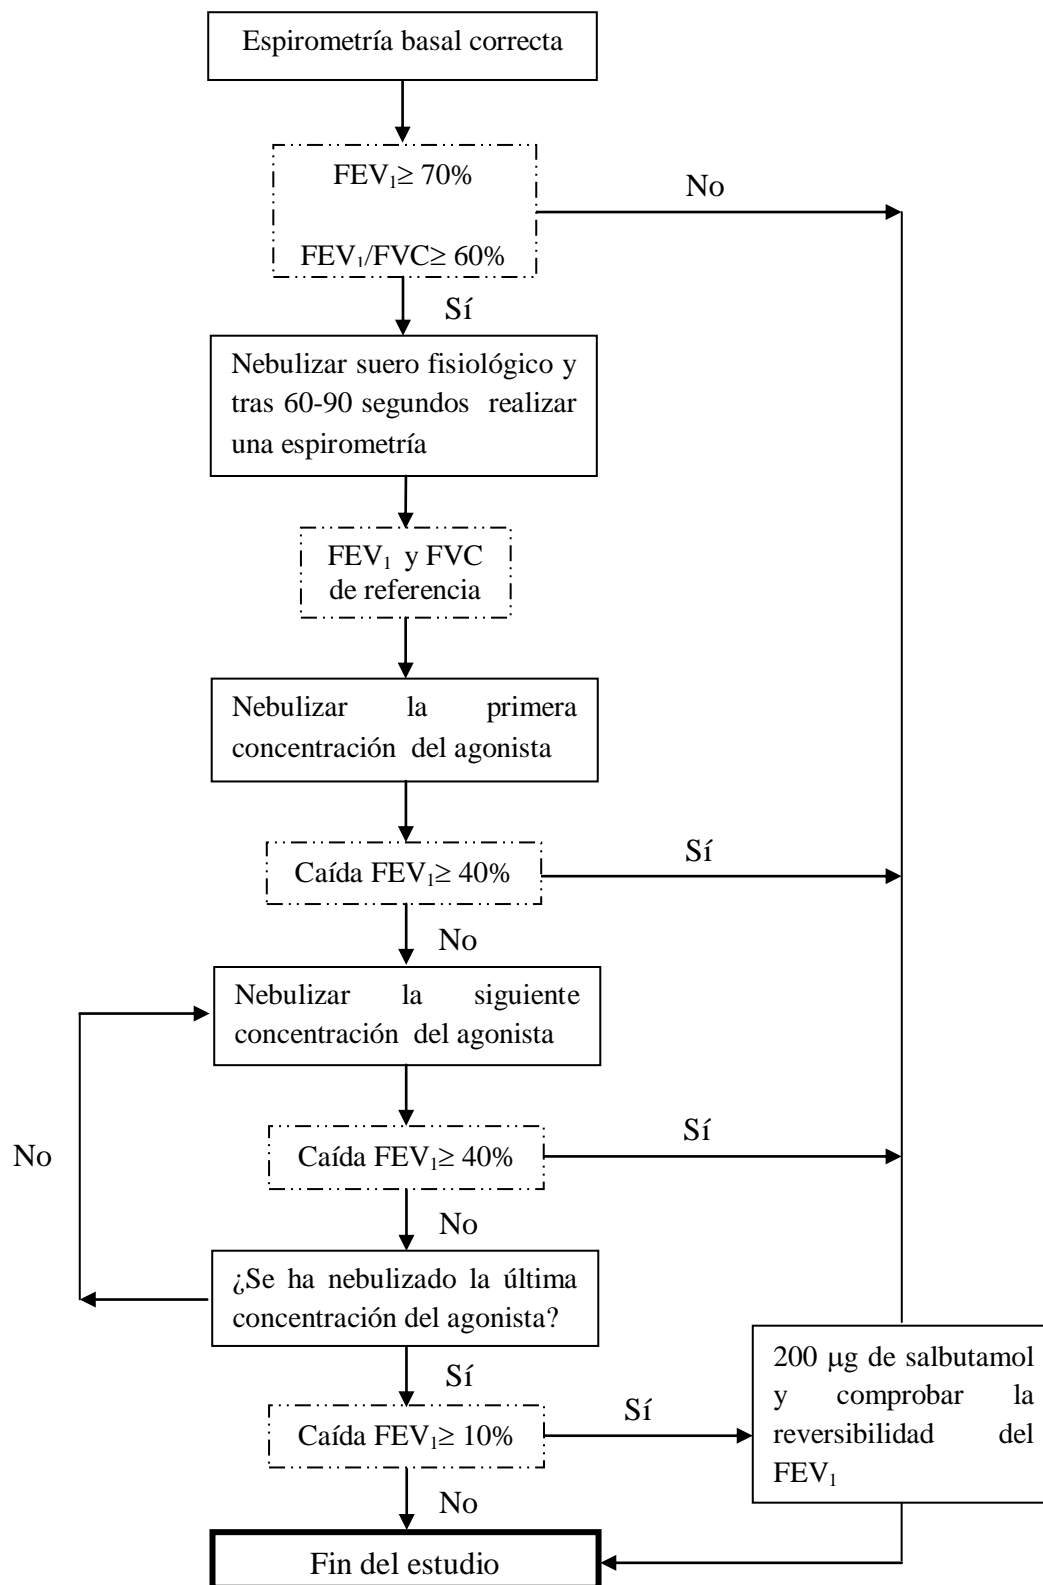 Espirometría basal correcta
FEV₁≥ 70%
No
FEV₁/FVC≥ 60%
Sí
Nebulizar suero fisiológico y
tras 60-90 segundos realizar
una espirometría
FEV₁ y FVC
de referencia
Nebulizar la primera
concentración del agonista
Sí
Caída FEV₁≥ 40%
No
Nebulizar la siguiente
concentración del agonista
Sí
Caída FEV₁≥ 40%
No
No
¿Se ha nebulizado la última
concentración del agonista?
Sí
Caída FEV₁≥ 10%
Sí
200 μg de salbutamol
y comprobar la
reversibilidad del
FEV₁
No
Fin del estudio